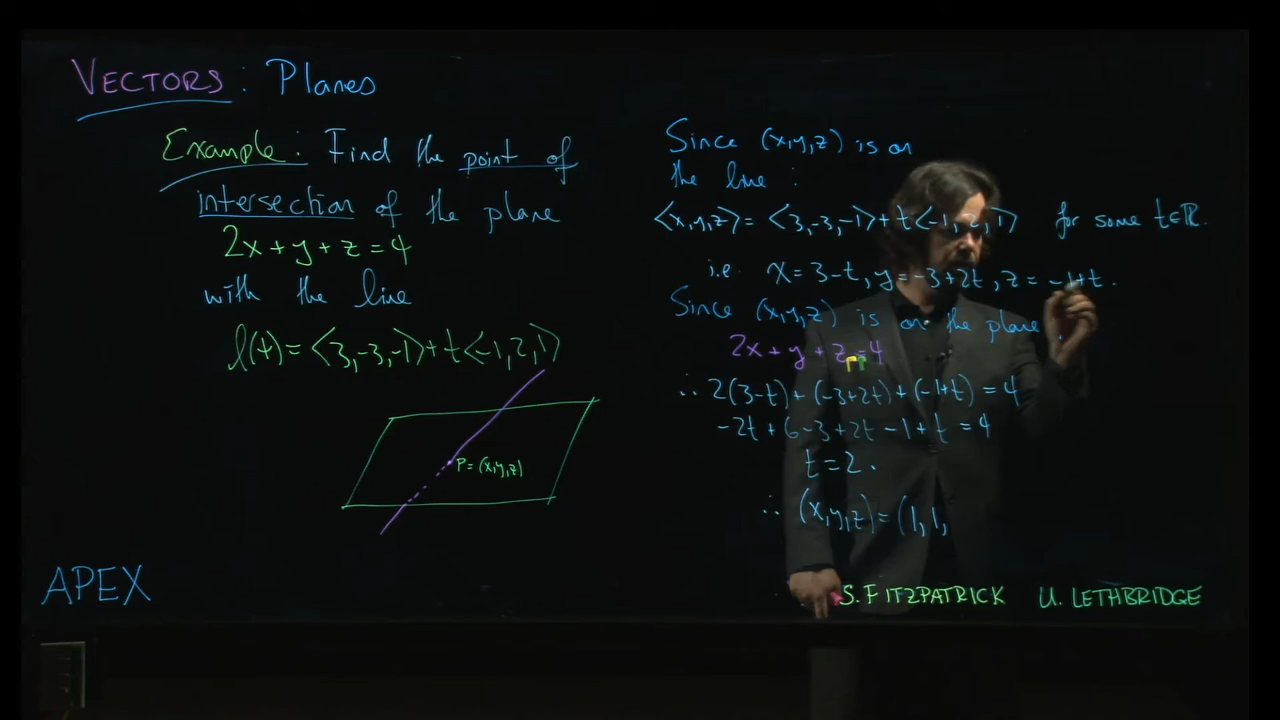 VECTORS: Planes
Example: Find the point of
intersection of the plane
2x+y+z=4
with the line
l(t)=⟨3,-3,-1⟩+t⟨-1,2,1⟩
P=(x,y,z)
APEX
Since (x,y,z) is on
the line:
⟨x,y,z⟩=⟨3,-3,-1⟩+t⟨-1,2,1⟩ for some t∈ℝ.
i.e x=3-t, y=-3+2t, z=-1+t.
Since (x,y,z) is on the plane:
2x+y+z=4
∴ 2(3-t)+(-3+2t)+(-1+t)=4
-2t+6-3+2t-1+t=4
t=2.
∴ (x,y,z)=(1,1,
S. FITZPATRICK U. LETHBRIDGE